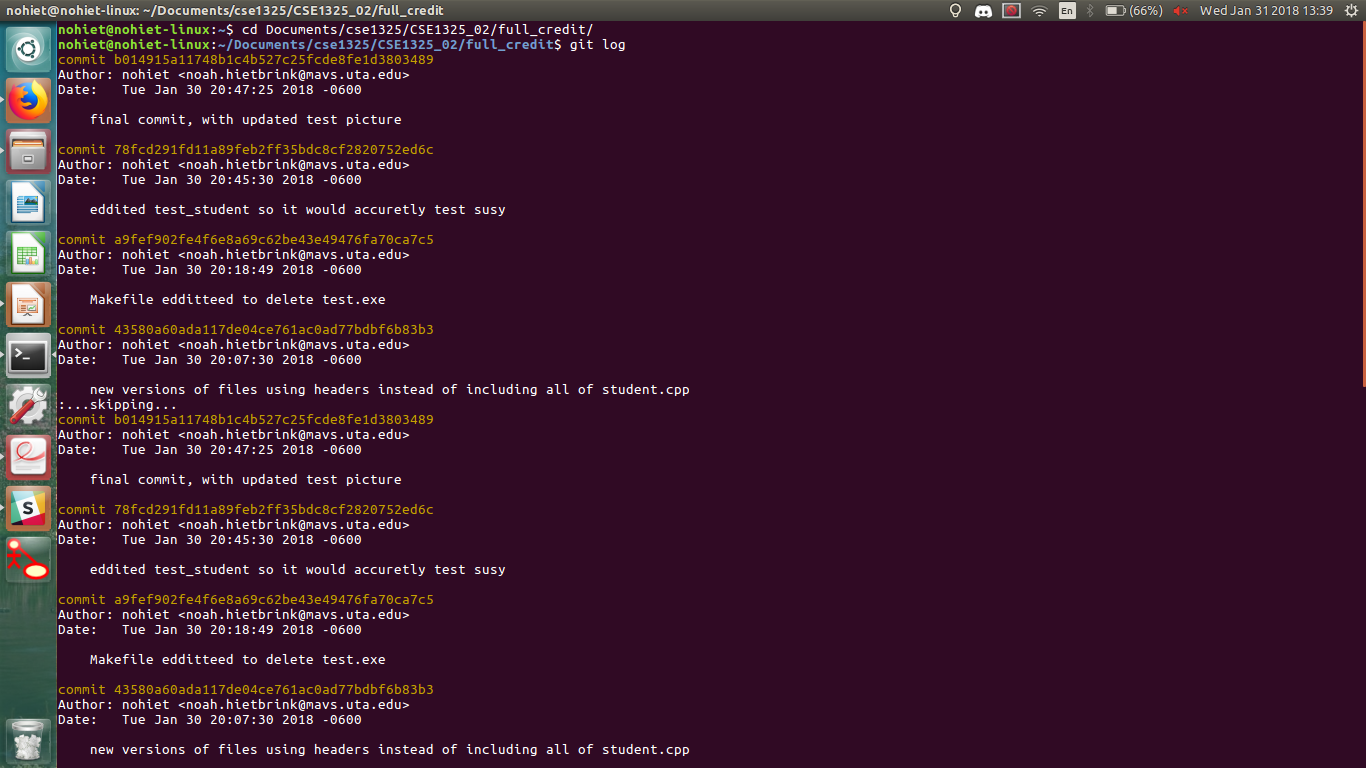 nohiet@nohiet-linux: ~/Documents/cse1325/CSE1325_02/full_credit
En
(66%)
Wed Jan 31 2018 13:39
nohiet@nohiet-linux:~$ cd Documents/cse1325/CSE1325_02/full_credit/
nohiet@nohiet-linux:~/Documents/cse1325/CSE1325_02/full_credit$ git log
commit b014915a11748b1c4b527c25fcde8fe1d3803489
Author: nohiet <noah.hietbrink@mavs.uta.edu>
Date:   Tue Jan 30 20:47:25 2018 -0600
    final commit, with updated test picture
commit 78fcd291fd11a89feb2ff35bdc8cf2820752ed6c
Author: nohiet <noah.hietbrink@mavs.uta.edu>
Date:   Tue Jan 30 20:45:30 2018 -0600
    eddited test_student so it would accuretly test susy
commit a9fef902fe4f6e8a69c62be43e49476fa70ca7c5
Author: nohiet <noah.hietbrink@mavs.uta.edu>
Date:   Tue Jan 30 20:18:49 2018 -0600
    Makefile edditteed to delete test.exe
commit 43580a60ada117de04ce761ac0ad77bdbf6b83b3
Author: nohiet <noah.hietbrink@mavs.uta.edu>
Date:   Tue Jan 30 20:07:30 2018 -0600
    new versions of files using headers instead of including all of student.cpp
:...skipping...
commit b014915a11748b1c4b527c25fcde8fe1d3803489
Author: nohiet <noah.hietbrink@mavs.uta.edu>
Date:   Tue Jan 30 20:47:25 2018 -0600
    final commit, with updated test picture
commit 78fcd291fd11a89feb2ff35bdc8cf2820752ed6c
Author: nohiet <noah.hietbrink@mavs.uta.edu>
Date:   Tue Jan 30 20:45:30 2018 -0600
    eddited test_student so it would accuretly test susy
commit a9fef902fe4f6e8a69c62be43e49476fa70ca7c5
Author: nohiet <noah.hietbrink@mavs.uta.edu>
Date:   Tue Jan 30 20:18:49 2018 -0600
    Makefile edditteed to delete test.exe
commit 43580a60ada117de04ce761ac0ad77bdbf6b83b3
Author: nohiet <noah.hietbrink@mavs.uta.edu>
Date:   Tue Jan 30 20:07:30 2018 -0600
    new versions of files using headers instead of including all of student.cpp
S